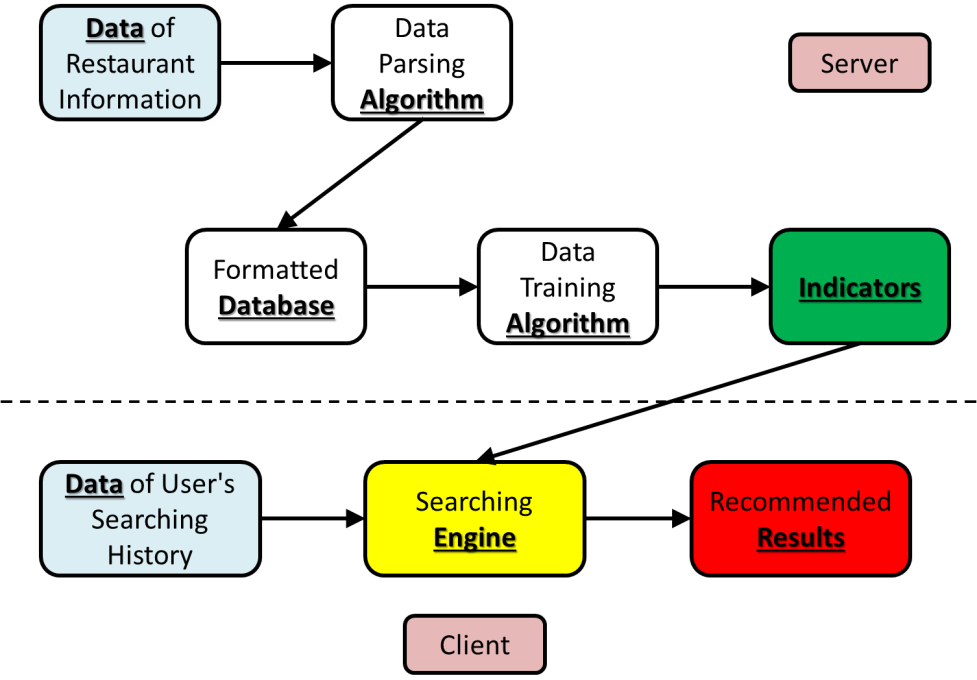 Data of
Restaurant
Information
Data
Parsing
Algorithm
Server
Formatted
Database
Data
Training
Algorithm
Indicators
Data of User's
Searching
History
Searching
Engine
Recommended
Results
Client